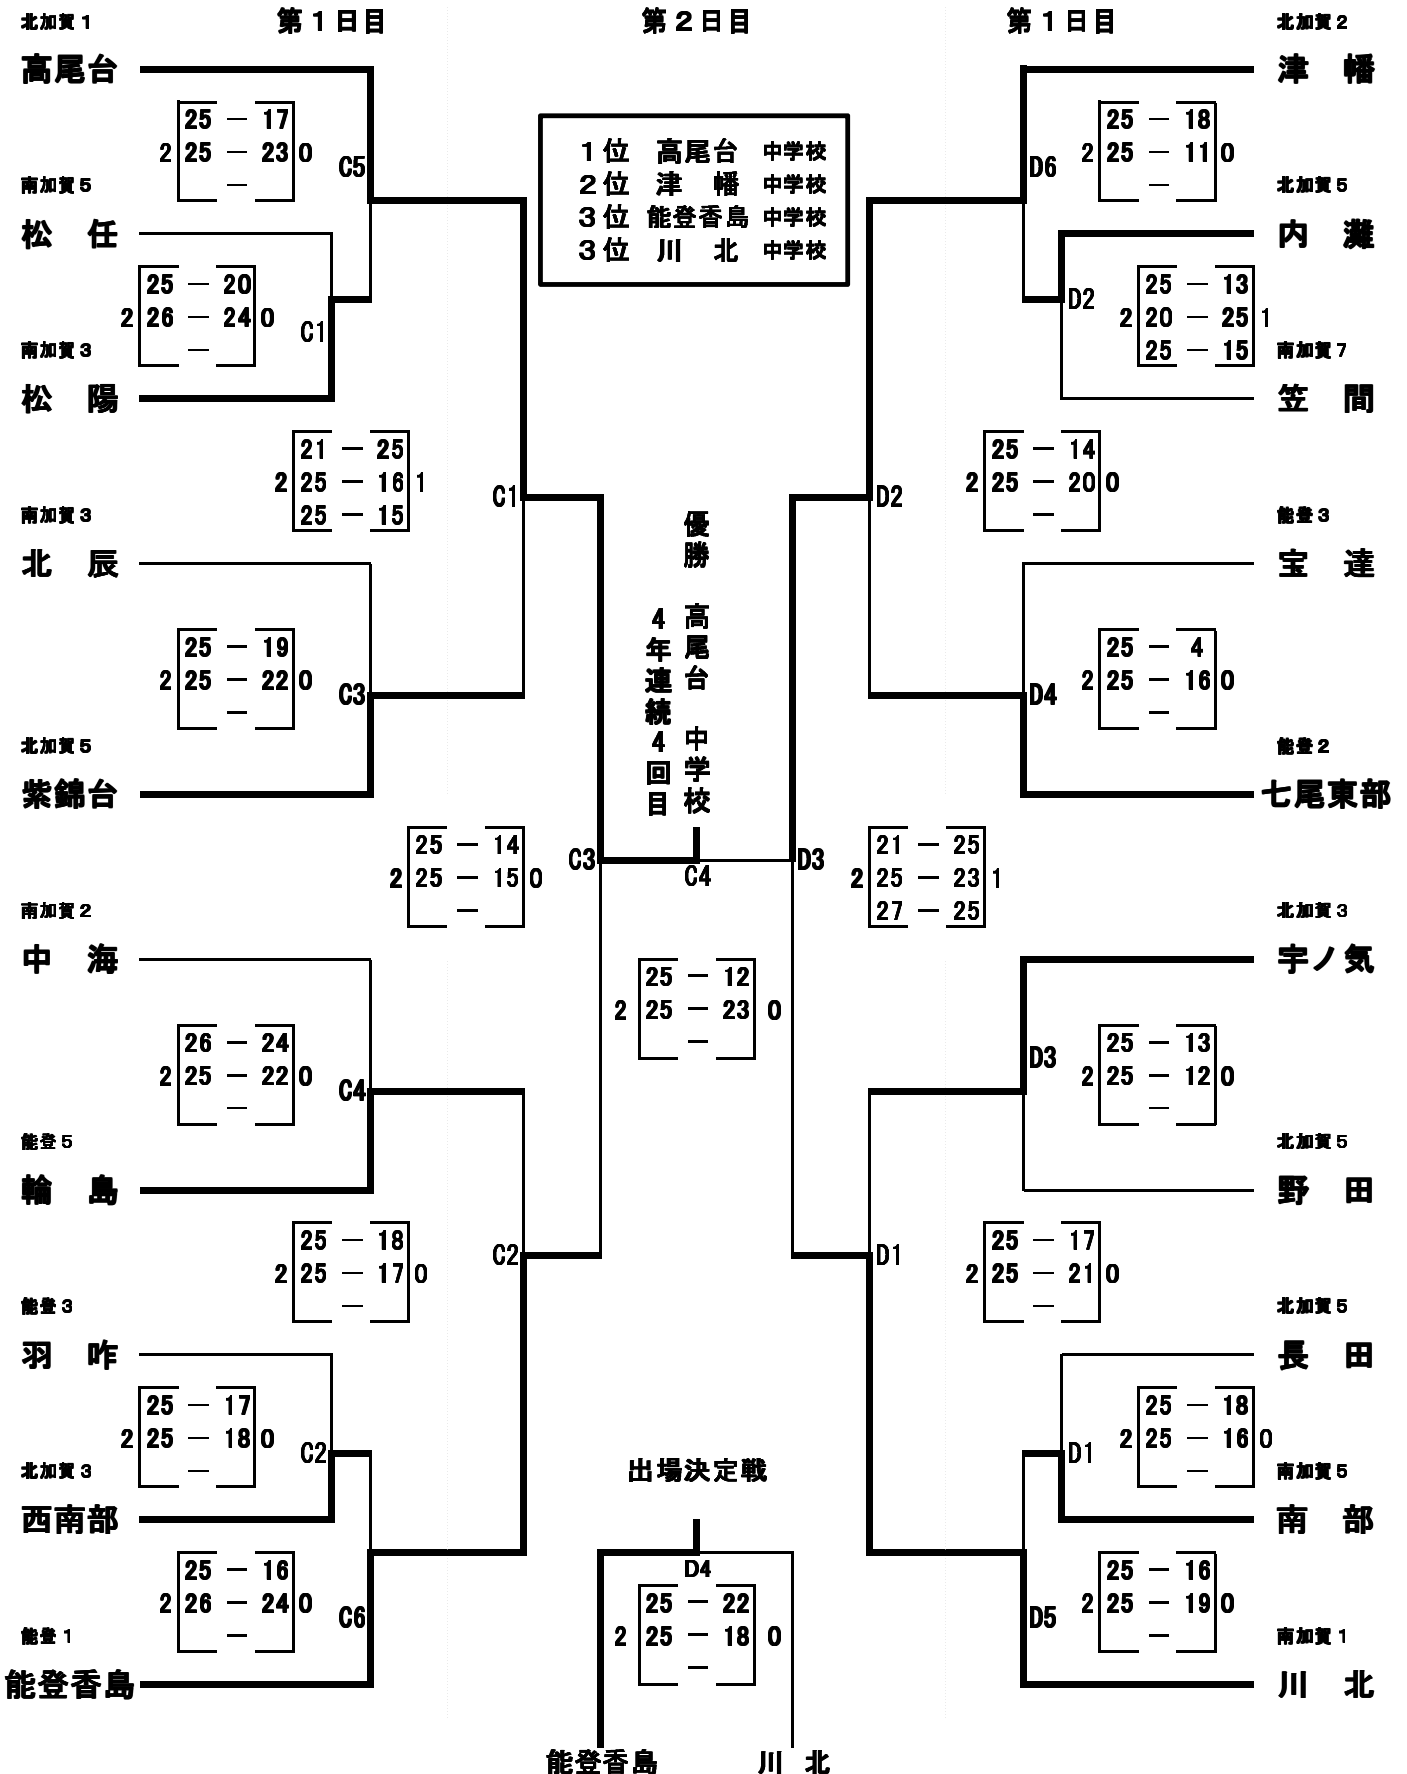 第１日目
第２日目
第１日目
北加賀１
高尾台
25 － 17
2 25 － 23 0
－
C5
南加賀５
松　任
25 － 20
2 26 － 24 0
－
C1
南加賀３
松　陽
21 － 25
2 25 － 16 1
25 － 15
C1
南加賀３
北　辰
25 － 19
2 25 － 22 0
－
C3
北加賀５
紫錦台
25 － 14
2 25 － 15 0
－
C3
南加賀２
中　海
26 － 24
2 25 － 22 0
－
C4
能登５
輪　島
25 － 18
2 25 － 17 0
－
C2
能登３
羽　咋
25 － 17
2 25 － 18 0
－
C2
北加賀３
西南部
25 － 16
2 26 － 24 0
－
C6
能登１
能登香島
１位　高尾台　中学校
２位　津　幡　中学校
３位　能登香島　中学校
３位　川　北　中学校
優勝　高尾台　中学校
４年連続４回目
C4
25 － 12
2 25 － 23 0
－
出場決定戦
D4
25 － 22
2 25 － 18 0
－
能登香島
川　北
北加賀２
津　幡
25 － 18
2 25 － 11 0
－
D6
北加賀５
内　灘
25 － 13
2 20 － 25 1
25 － 15
D2
南加賀７
笠　間
25 － 14
2 25 － 20 0
－
D2
能登３
宝　達
25 － 4
2 25 － 16 0
－
D4
能登２
七尾東部
21 － 25
2 25 － 23 1
27 － 25
D3
北加賀３
宇ノ気
25 － 13
2 25 － 12 0
－
D3
北加賀５
野　田
25 － 17
2 25 － 21 0
－
D1
北加賀５
長　田
25 － 18
2 25 － 16 0
－
D1
南加賀５
南　部
25 － 16
2 25 － 19 0
－
D5
南加賀１
川　北